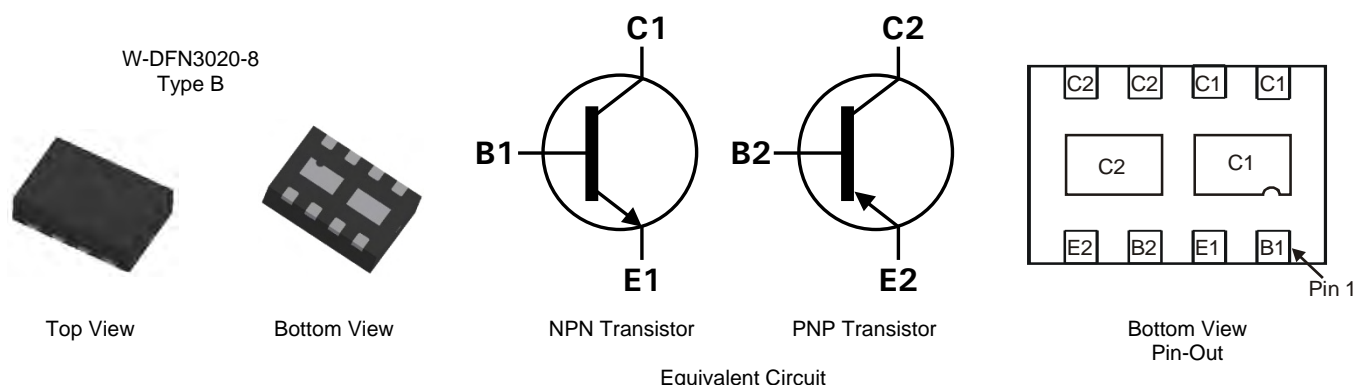 W-DFN3020-8
Type B
Top View
Bottom View
C1
B1
E1
NPN Transistor
C2
B2
E2
PNP Transistor
Equivalent Circuit
C2 C2 C1 C1
C2 C1
E2 B2 E1 B1
Pin 1
Bottom View
Pin-Out